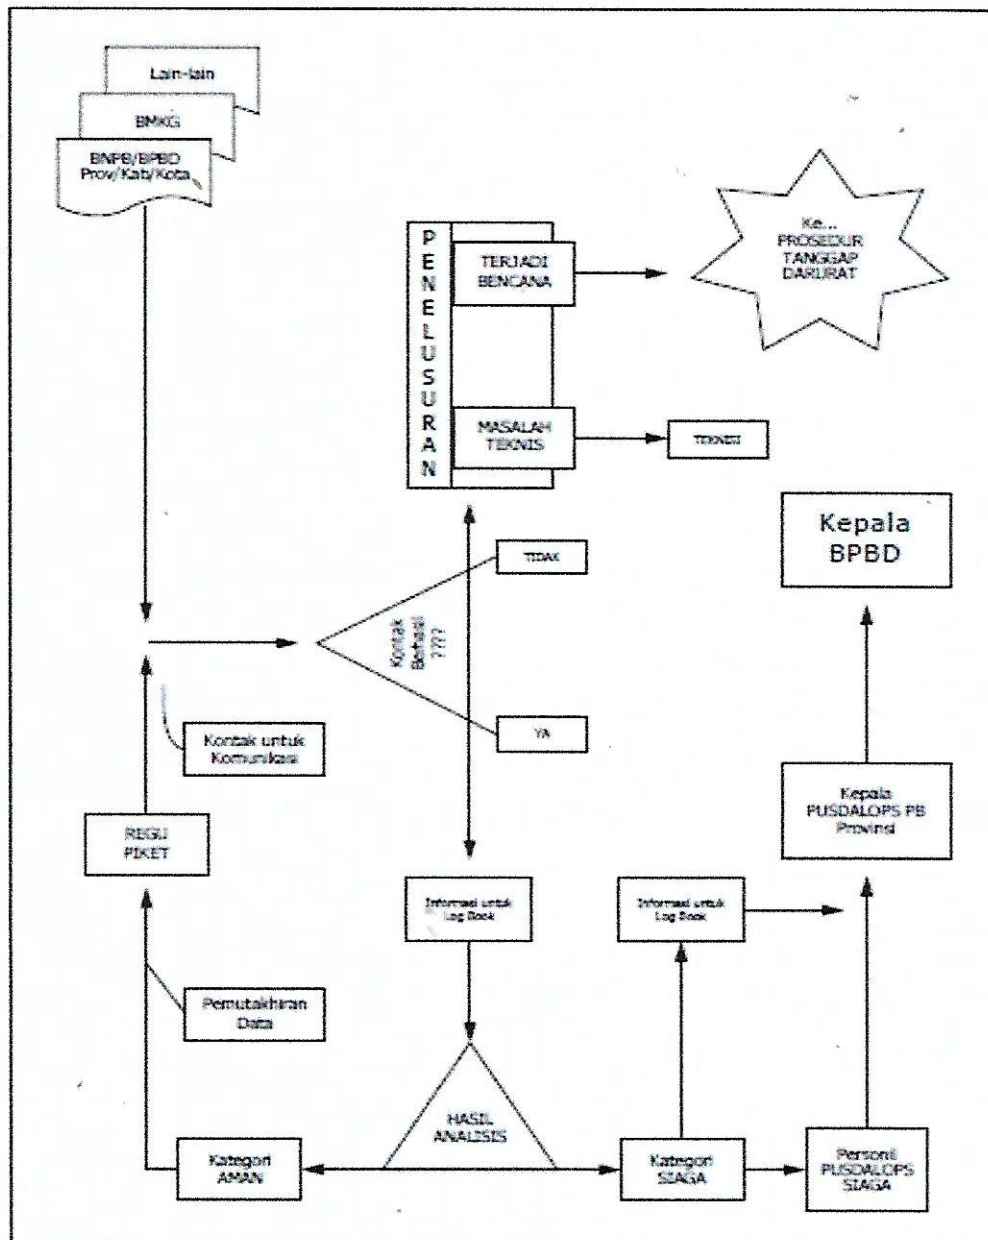 Lain-lain
BMKG
BNPB/BPBD
Prov/Kab/Kota
P
E
N
E
L
U
S
U
R
A
N
TERJADI
BENCANA
Ke...
PROSEDUR
TANGGAP
DARURAT
MASALAH
TEKNIS
TEKNISI
Kepala
BPBD
TIDAK
Kontak
Berhasil
????
YA
Kontak untuk
Komunikasi
REGU
PIKET
Kepala
PUSDALOPS PB
Provinsi
Informasi untuk
Log Book
Informasi untuk
Log Book
Pemutakhiran
Data
HASIL
ANALISIS
Kategori
AMAN
Kategori
SIAGA
Personil
PUSDALOPS
SIAGA